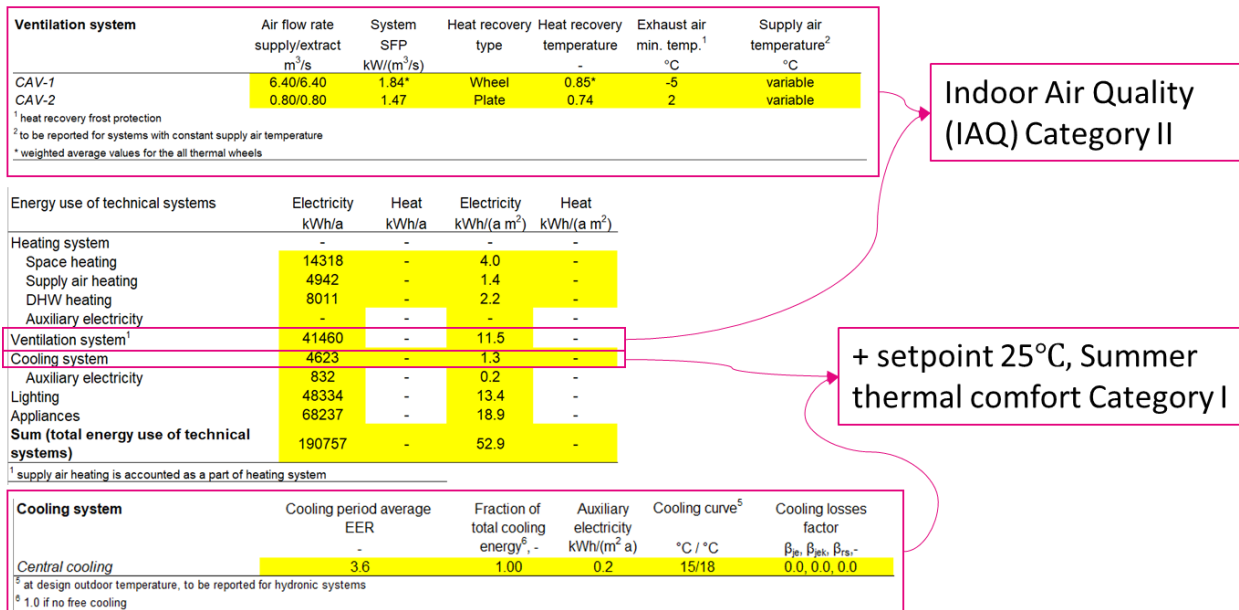 Ventilation system Air flow rate System Heat recovery Heat recovery Exhaust air Supply air
supply/extract SFP type temperature min. temp.¹ temperature²
m³/s kW/(m³/s) - °C °C
CAV-1 6.40/6.40 1.84* Wheel 0.85* -5 variable
CAV-2 0.80/0.80 1.47 Plate 0.74 2 variable
¹ heat recovery frost protection
² to be reported for systems with constant supply air temperature
* weighted average values for the all thermal wheels
Indoor Air Quality
(IAQ) Category II
Energy use of technical systems Electricity Heat Electricity Heat
kWh/a kWh/a kWh/(a m²) kWh/(a m²)
Heating system - - - -
Space heating 14318 - 4.0 -
Supply air heating 4942 - 1.4 -
DHW heating 8011 - 2.2 -
Auxiliary electricity - - - -
Ventilation system¹ 41460 - 11.5 -
Cooling system 4623 - 1.3 -
Auxiliary electricity 832 - 0.2 -
Lighting 48334 - 13.4 -
Appliances 68237 - 18.9 -
Sum (total energy use of technical
systems) 190757 - 52.9 -
¹ supply air heating is accounted as a part of heating system
+ setpoint 25℃, Summer
thermal comfort Category I
Cooling system Cooling period average Fraction of Auxiliary Cooling curve⁵ Cooling losses
EER total cooling electricity factor
- energy⁶, - kWh/(m² a) °C / °C βje, βjek, βrs,-
Central cooling 3.6 1.00 0.2 15/18 0.0, 0.0, 0.0
⁵ at design outdoor temperature, to be reported for hydronic systems
⁶ 1.0 if no free cooling